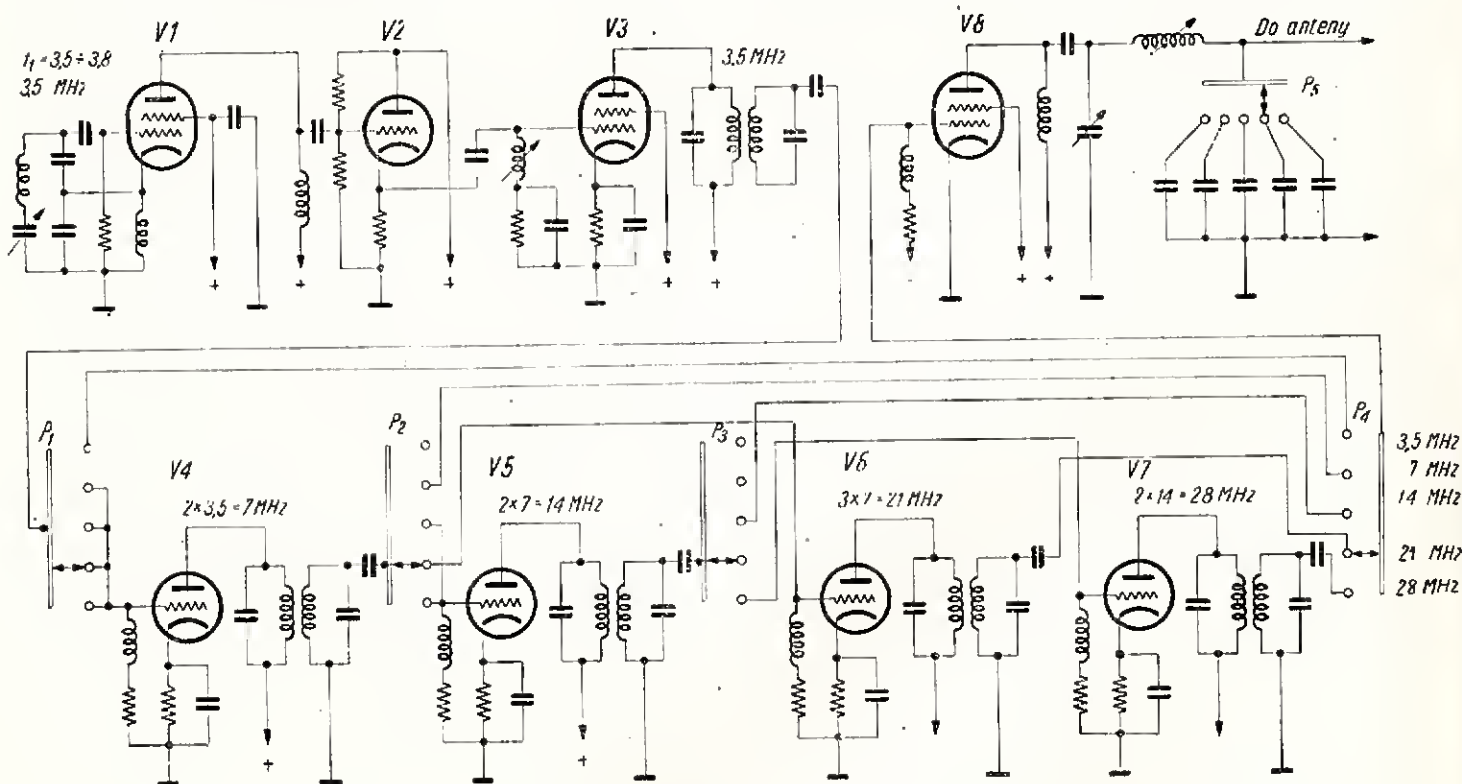 V1
V2
V3
V8
f₁ = 3,5 ÷ 3,8
3,5 MHz
3,5 MHz
Do anteny
P₅
+
+
+
+
+
+
+
P₁
P₂
P₃
P₄
V4
V5
V6
V7
2×3,5=7MHz
2×7=14 MHz
3×7=21 MHz
2×14=28 MHz
3,5 MHz
7 MHz
14 MHz
21 MHz
28 MHz
+
+